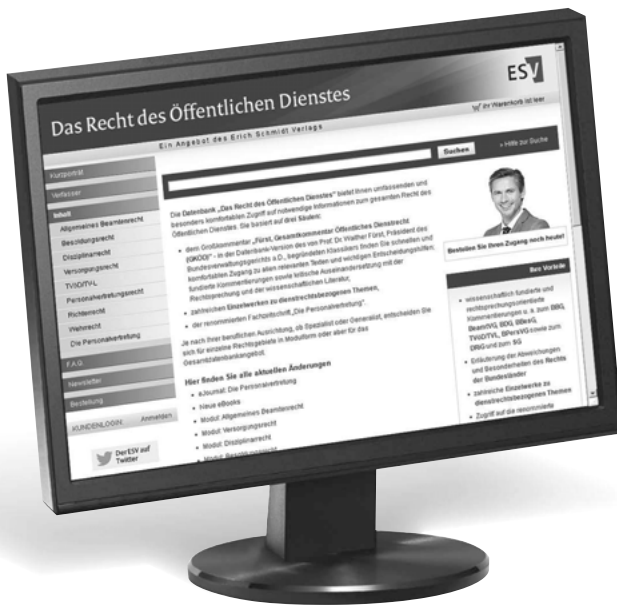 ESV
Das Recht des Öffentlichen Dienstes
Ihr Warenkorb ist leer
Ein Angebot des Erich Schmidt Verlags
Suchen
» Hilfe zur Suche
Kurzporträt
Verfasser
Inhalt
Allgemeines Beamtenrecht
Besoldungsrecht
Disziplinarrecht
Versorgungsrecht
TVöD/TV-L
Personalvertretungsrecht
Richterrecht
Wehrrecht
Die Personalvertretung
F.A.Q.
Newsletter
Bestellung
KUNDENLOGIN: Anmelden
Der ESV auf
Twitter
Die Datenbank „Das Recht des Öffentlichen Dienstes“ bietet Ihnen umfassenden und
besonders komfortablen Zugriff auf notwendige Informationen zum gesamten Recht des
Öffentlichen Dienstes. Sie basiert auf drei Säulen:
• dem Großkommentar „Fürst, Gesamtkommentar Öffentliches Dienstrecht
(GKÖD)“ - in der Datenbank-Version des von Prof. Dr. Walther Fürst, Präsident des
Bundesverwaltungsgerichts a.D., begründeten Klassikers finden Sie schnellen und
komfortablen Zugang zu allen relevanten Texten und wichtigen Entscheidungshilfen:
fundierte Kommentierungen sowie kritische Auseinandersetzung mit der
Rechtsprechung und der wissenschaftlichen Literatur,
• zahlreichen Einzelwerken zu dienstrechtsbezogenen Themen,
• der renommierten Fachzeitschrift „Die Personalvertretung“.
Je nach Ihrer beruflichen Ausrichtung, ob Spezialist oder Generalist, entscheiden Sie
sich für einzelne Rechtsgebiete in Modulform oder aber für das
Gesamtdatenbankangebot.
Hier finden Sie alle aktuellen Änderungen
• eJournal: Die Personalvertretung
• Neue eBooks
• Modul: Allgemeines Beamtenrecht
• Modul: Versorgungsrecht
• Modul: Disziplinarrecht
• Modul: Besoldungsrecht
Bestellen Sie Ihren Zugang noch heute!
Ihre Vorteile
• wissenschaftlich fundierte und
rechtsprechungsorientierte
Kommentierungen u. a. zum BBG,
BeamtVG, BDG, BBesG,
TVöD/TVL, BPersVG sowie zum
DRiG und zum SG
• Erläuterung der Abweichungen
und Besonderheiten des Rechts
der Bundesländer
• zahlreiche Einzelwerke zu
dienstrechtsbezogenen Themen
• Zugriff auf die renommierte